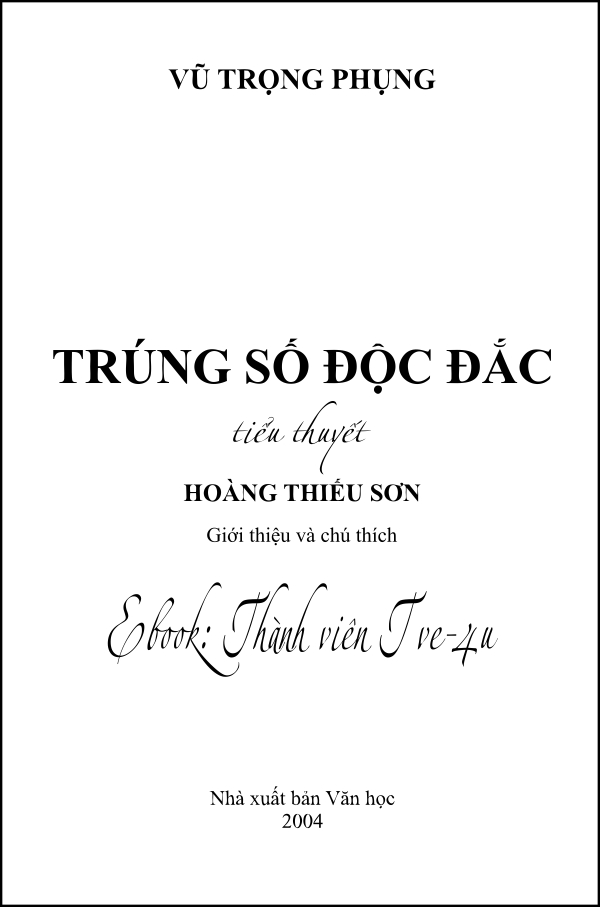 VŨ TRỌNG PHỤNG
TRÚNG SỐ ĐỘC ĐẮC
tiểu thuyết
HOÀNG THIẾU SƠN
Giới thiệu và chú thích
Ebook: Thành viên Tve-4u
Nhà xuất bản Văn học
2004